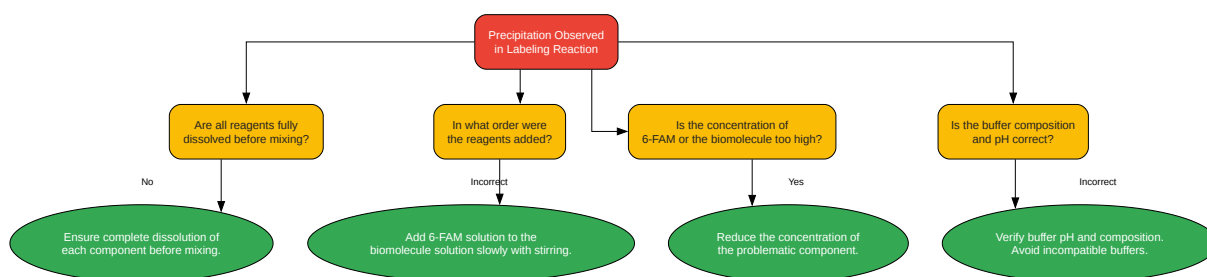 Precipitation Observed
in Labeling Reaction
Are all reagents fully
dissolved before mixing?
In what order were
the reagents added?
Is the concentration of
6-FAM or the biomolecule too high?
Is the buffer composition
and pH correct?
No
Incorrect
Yes
Incorrect
Ensure complete dissolution of
each component before mixing.
Add 6-FAM solution to the
biomolecule solution slowly with stirring.
Reduce the concentration of
the problematic component.
Verify buffer pH and composition.
Avoid incompatible buffers.